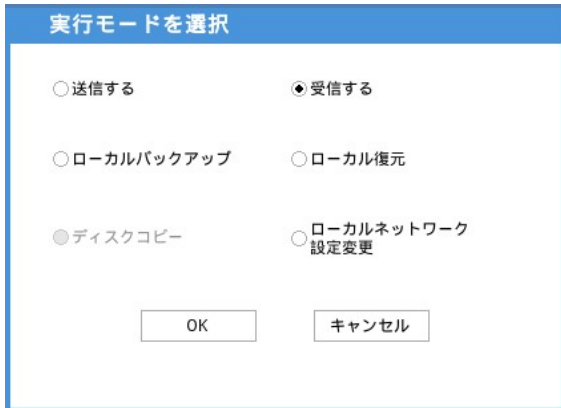 実行モードを選択
送信する
受信する
ローカルバックアップ
ローカル復元
ディスクコピー
ローカルネットワーク
設定変更
OK
キャンセル